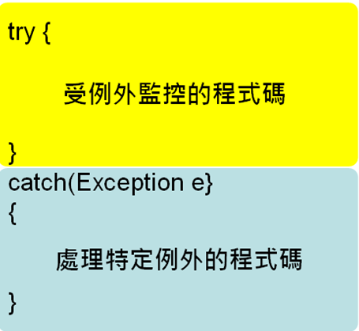 try {
受例外監控的程式碼
}
catch(Exception e}
{
處理特定例外的程式碼
}